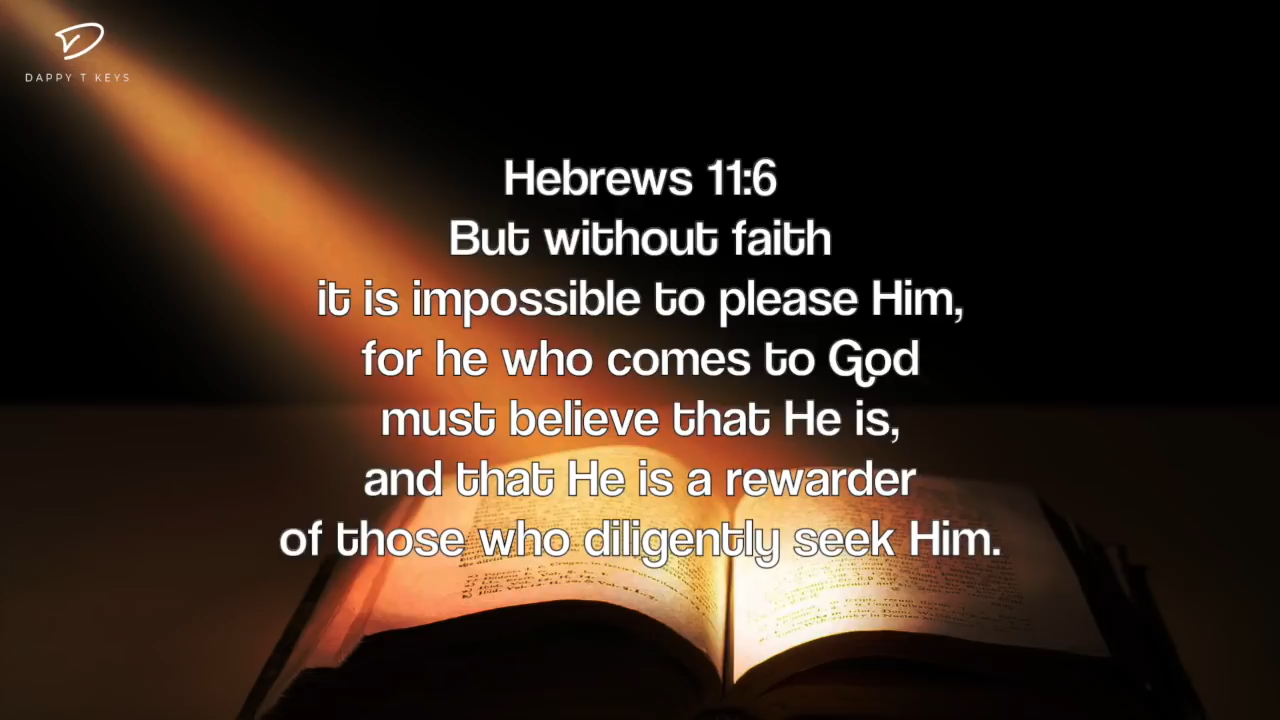 DAPPY T KEYS
Hebrews 11:6
But without faith
it is impossible to please Him,
for he who comes to God
must believe that He is,
and that He is a rewarder
of those who diligently seek Him.